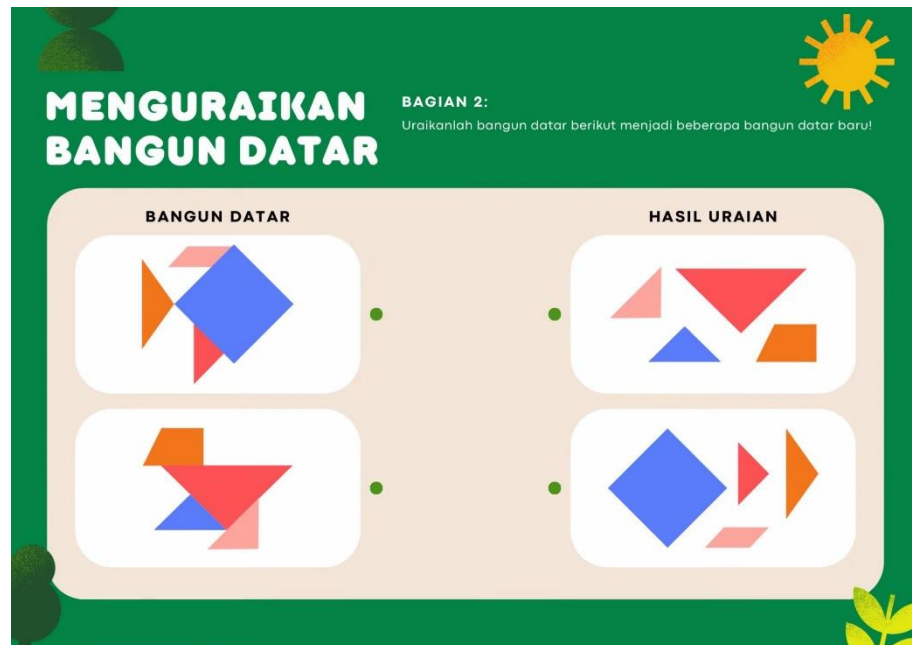 MENGURAIKAN
BANGUN DATAR
BAGIAN 2:
Uraikanlah bangun datar berikut menjadi beberapa bangun datar baru!
BANGUN DATAR
HASIL URAIAN